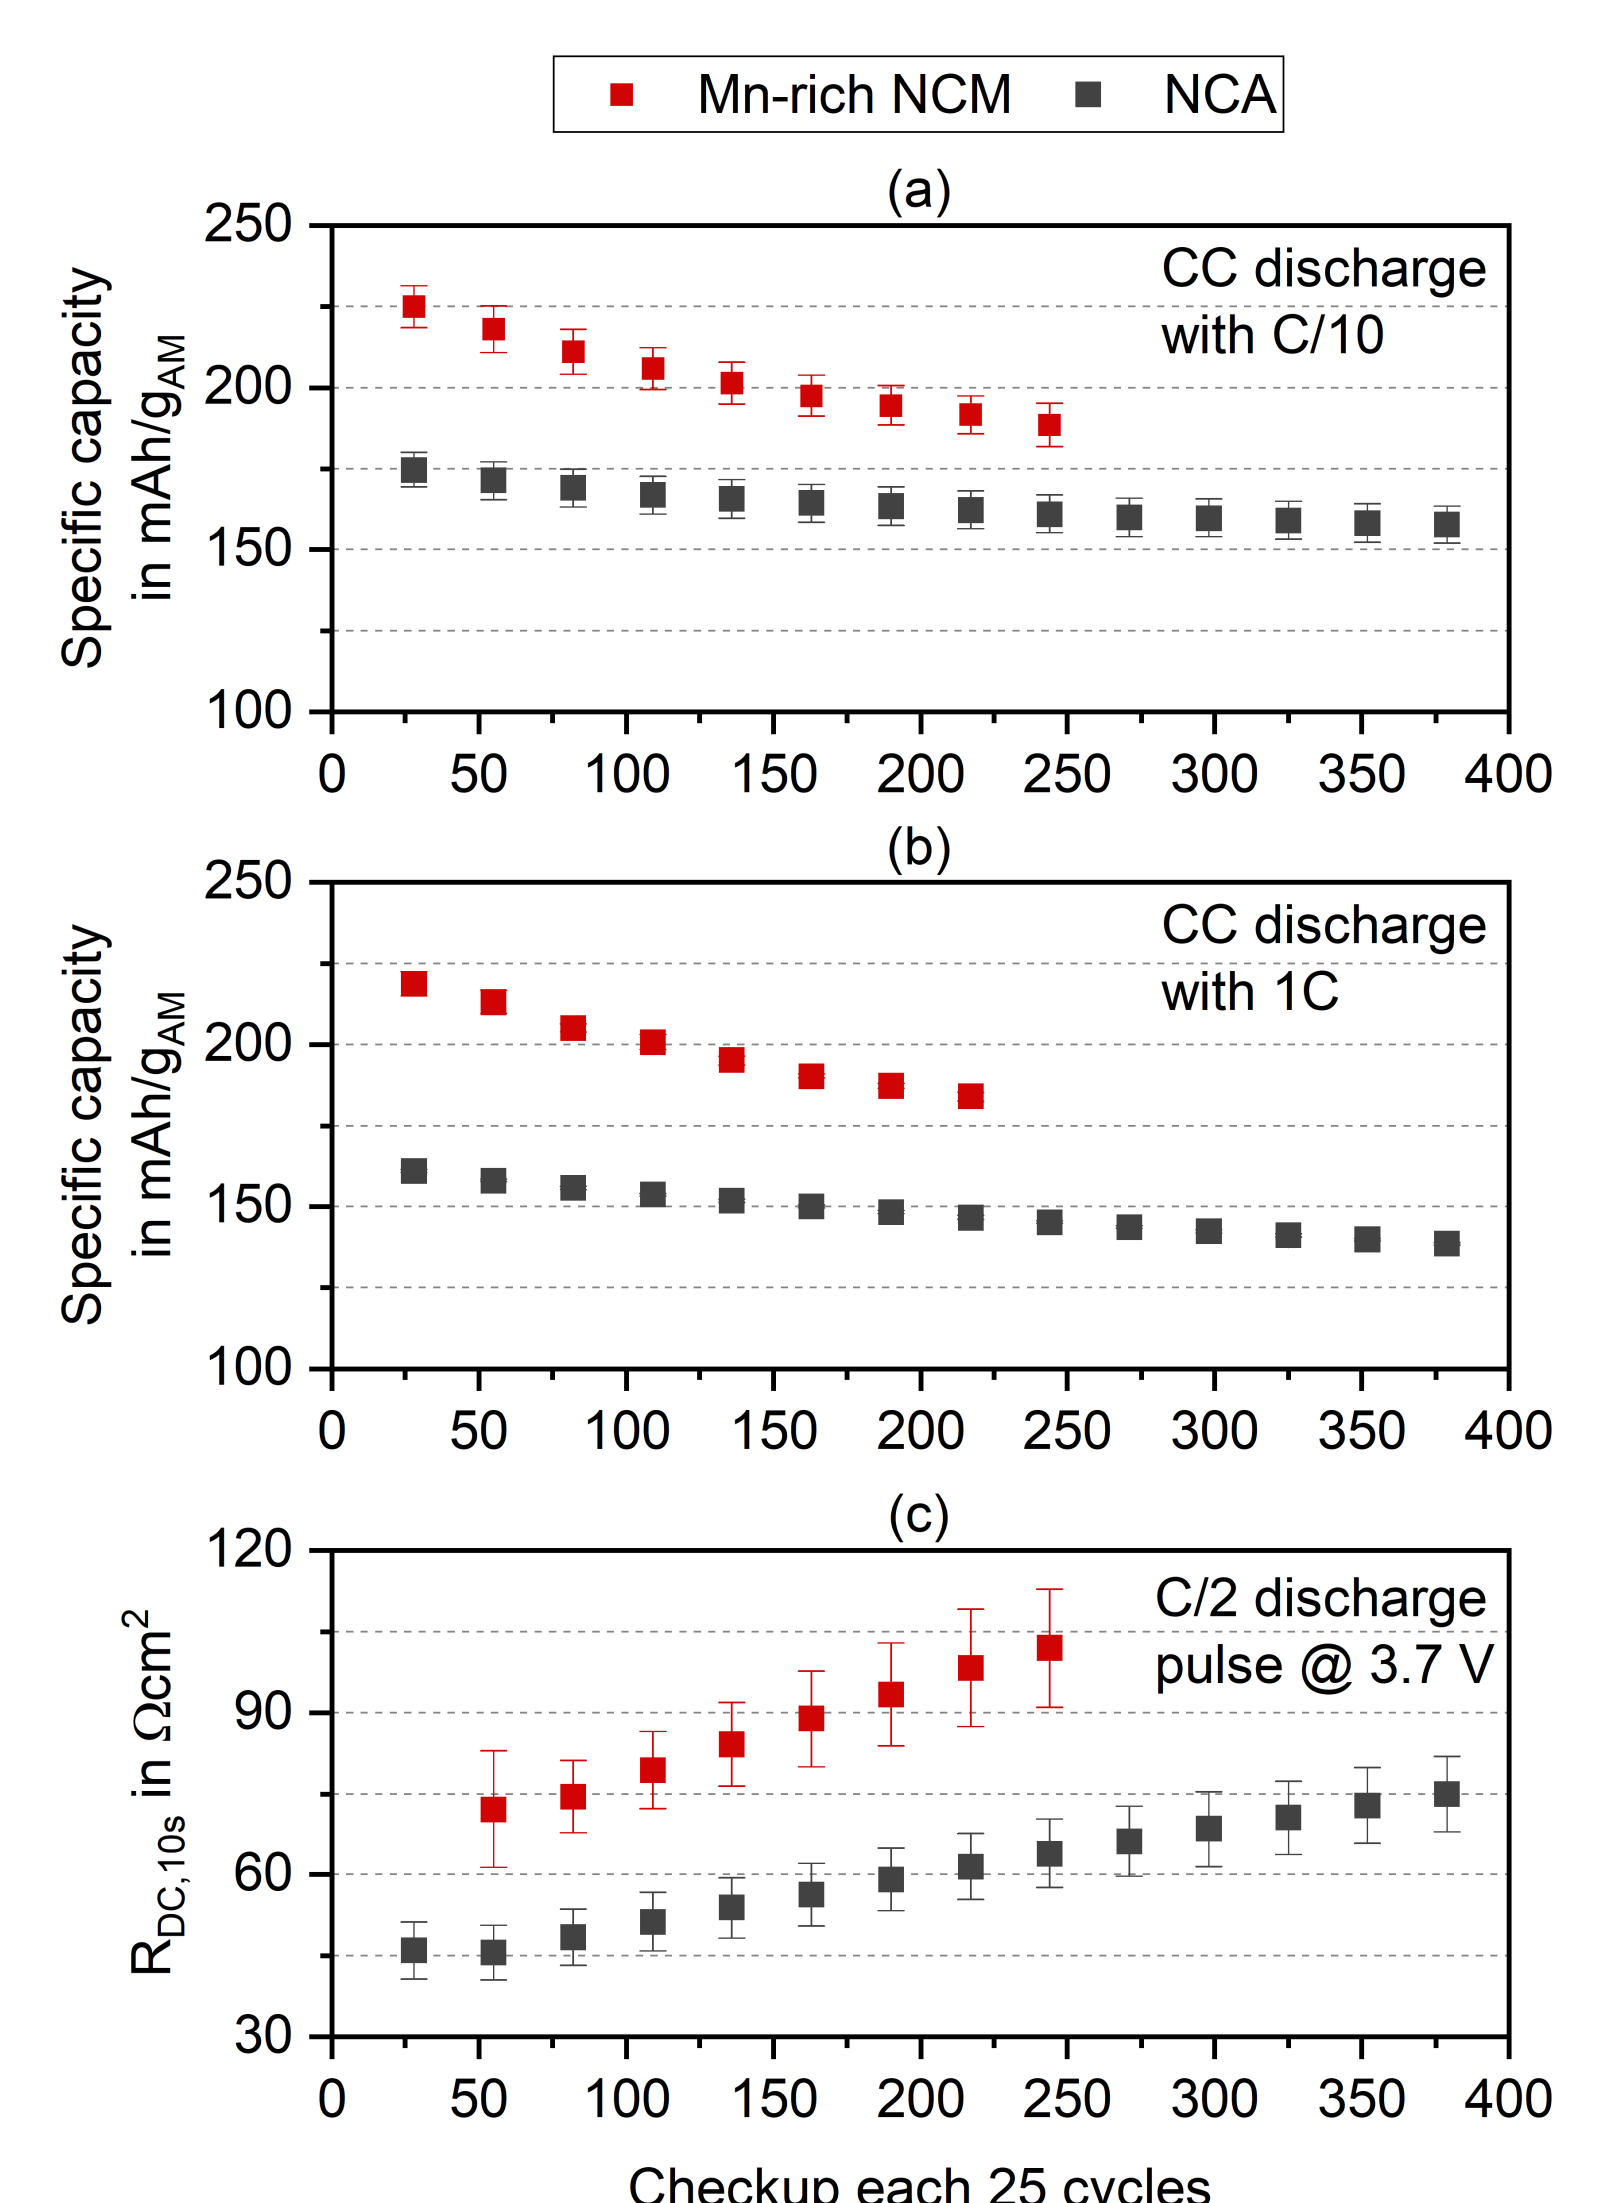 Mn-rich NCM NCA
(a)
Specific capacity
in mAh/gAM
250
200
150
100
CC discharge
with C/10
0 50 100 150 200 250 300 350 400
(b)
Specific capacity
in mAh/gAM
250
200
150
100
CC discharge
with 1C
0 50 100 150 200 250 300 350 400
(c)
RDC,10s in Ωcm²
120
90
60
30
C/2 discharge
pulse @ 3.7 V
0 50 100 150 200 250 300 350 400
Checkup each 25 cycles